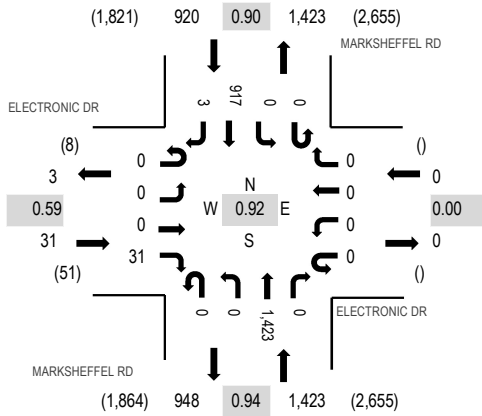 (1,821) 920 0.90 1,423 (2,655)
MARKSHEFFEL RD
3 917 0 0
ELECTRONIC DR
(8) 0 0 ()
3 0 0 0
0.59 0 N W 0.92 E S 0 0.00
31 31 0 0
(51) ()
0 0 1,423 0
ELECTRONIC DR
MARKSHEFFEL RD
(1,864) 948 0.94 1,423 (2,655)